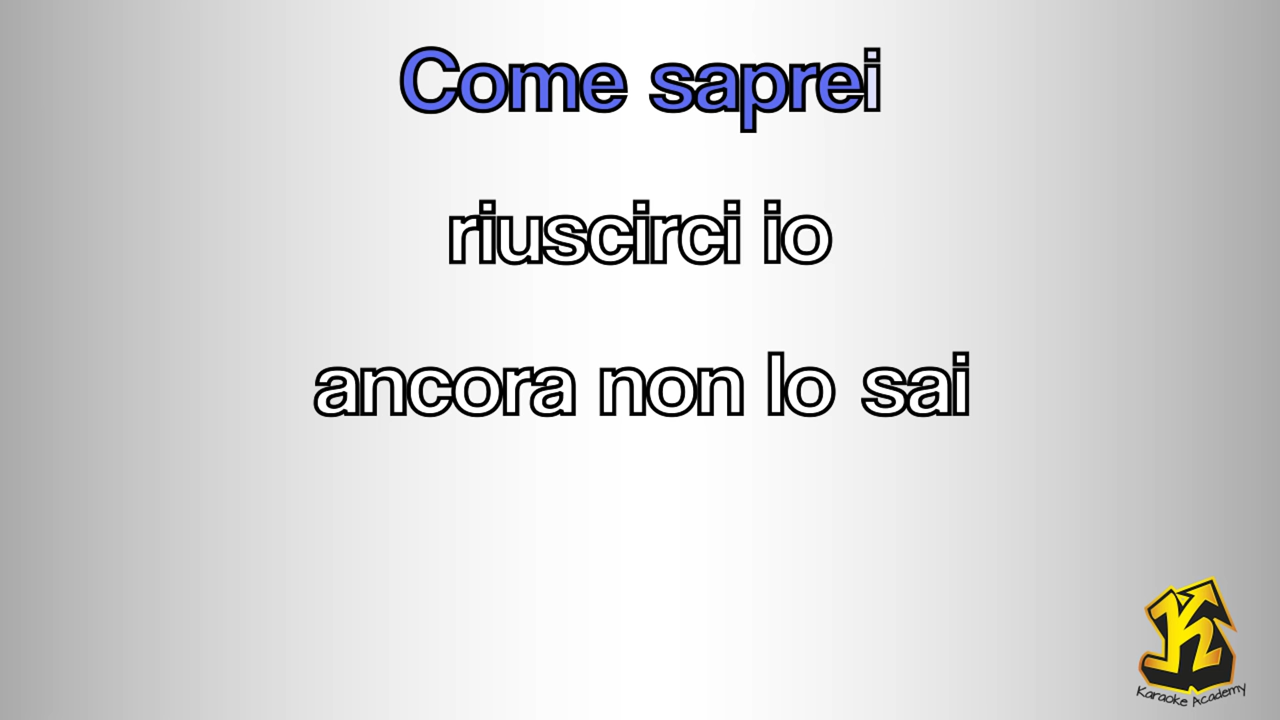 Come saprei
riuscirci io
ancora non lo sai
K
Karaoke Academy